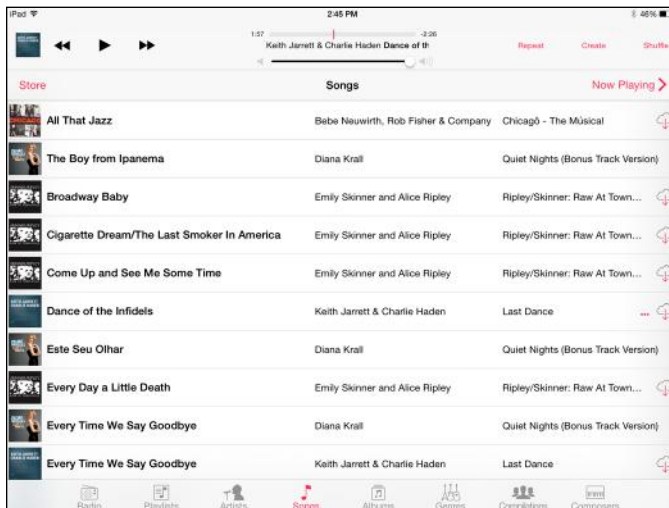 iPad 2:45 PM 46%
1:57 -2:26
Keith Jarrett & Charlie Haden Dance of th
Repeat Create Shuffle
Store Songs Now Playing
All That Jazz Bebe Neuwirth, Rob Fisher & Company Chicago - The Musical
The Boy from Ipanema Diana Krall Quiet Nights (Bonus Track Version)
Broadway Baby Emily Skinner and Alice Ripley Ripley/Skinner: Raw At Town...
Cigarette Dream/The Last Smoker In America Emily Skinner and Alice Ripley Ripley/Skinner: Raw At Town...
Come Up and See Me Some Time Emily Skinner and Alice Ripley Ripley/Skinner: Raw At Town...
Dance of the Infidels Keith Jarrett & Charlie Haden Last Dance ...
Este Seu Olhar Diana Krall Quiet Nights (Bonus Track Version)
Every Day a Little Death Emily Skinner and Alice Ripley Ripley/Skinner: Raw At Town...
Every Time We Say Goodbye Diana Krall Quiet Nights (Bonus Track Version)
Every Time We Say Goodbye Keith Jarrett & Charlie Haden Last Dance
Radio Playlists Artists Songs Albums Genres Compilations Composers